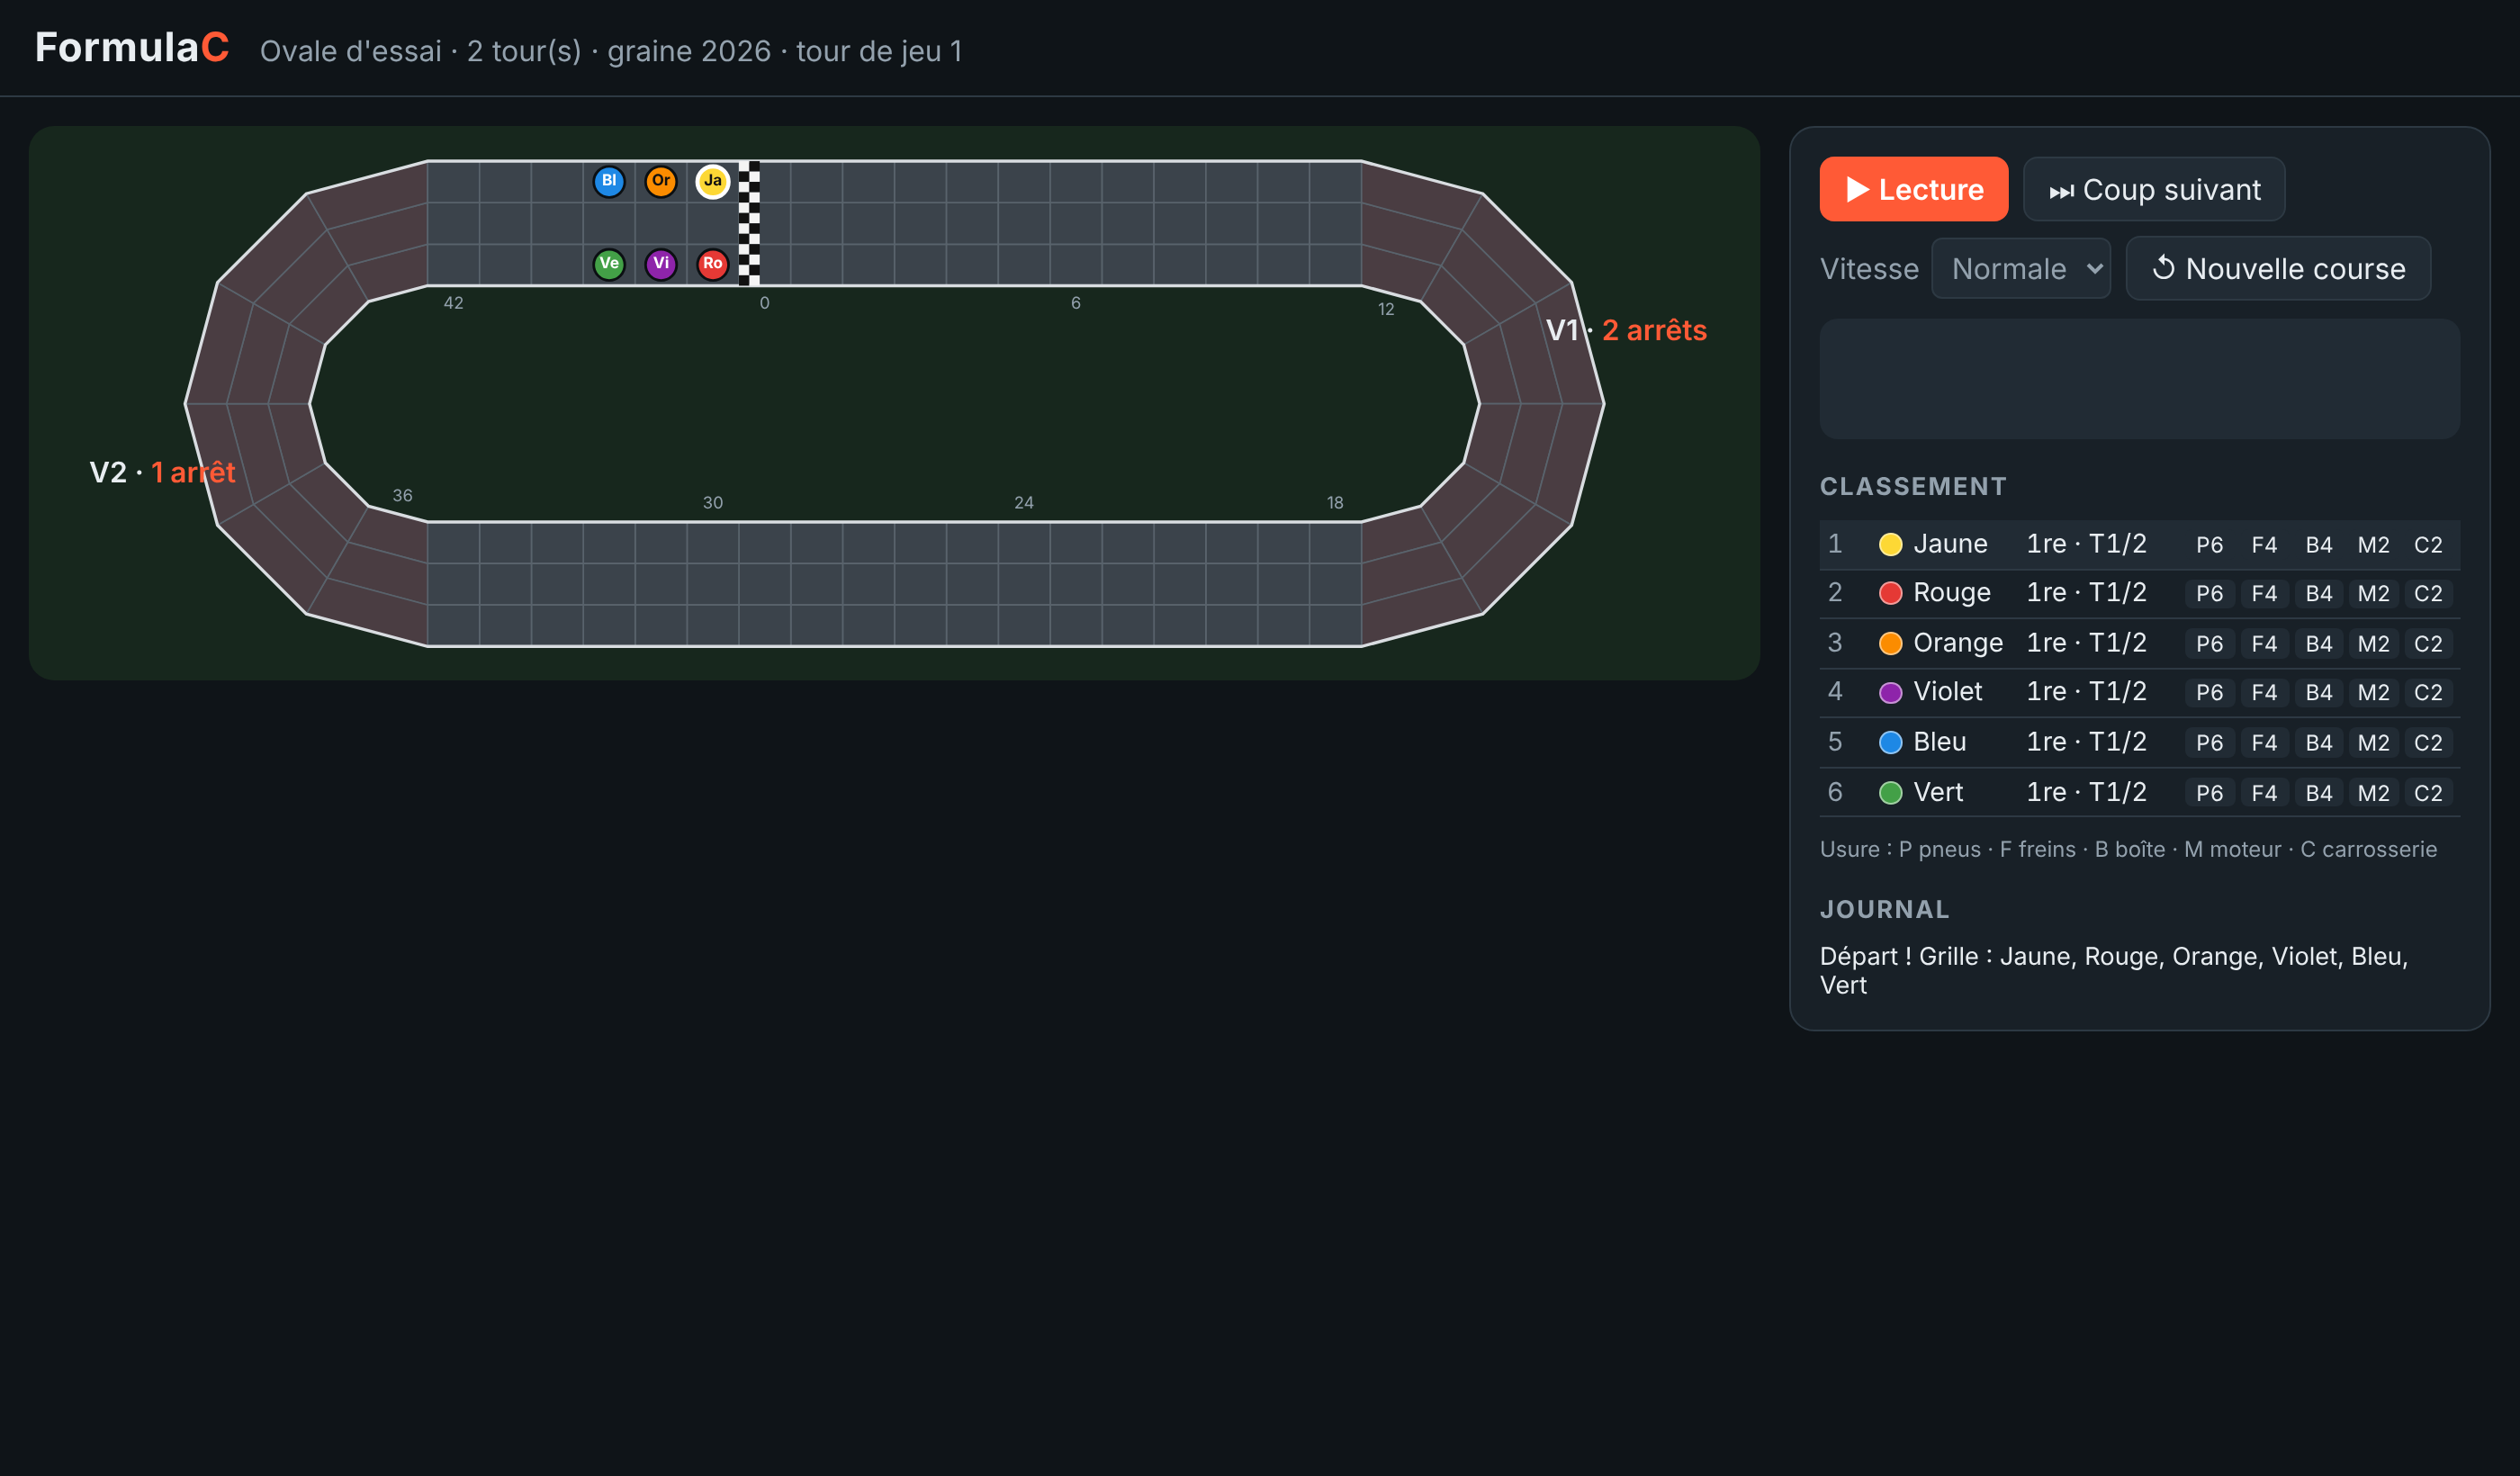 FormulaC Ovale d'essai · 2 tour(s) · graine 2026 · tour de jeu 1
Bl Or Ja
Ve Vi Ro
42 0 6 12
V1 · 2 arrêts
V2 · 1 arrêt
36 30 24 18
▶ Lecture ⏭ Coup suivant
Vitesse Normale ↺ Nouvelle course
CLASSEMENT
1 Jaune 1re · T1/2 P6 F4 B4 M2 C2
2 Rouge 1re · T1/2 P6 F4 B4 M2 C2
3 Orange 1re · T1/2 P6 F4 B4 M2 C2
4 Violet 1re · T1/2 P6 F4 B4 M2 C2
5 Bleu 1re · T1/2 P6 F4 B4 M2 C2
6 Vert 1re · T1/2 P6 F4 B4 M2 C2
Usure : P pneus · F freins · B boîte · M moteur · C carrosserie
JOURNAL
Départ ! Grille : Jaune, Rouge, Orange, Violet, Bleu,
Vert